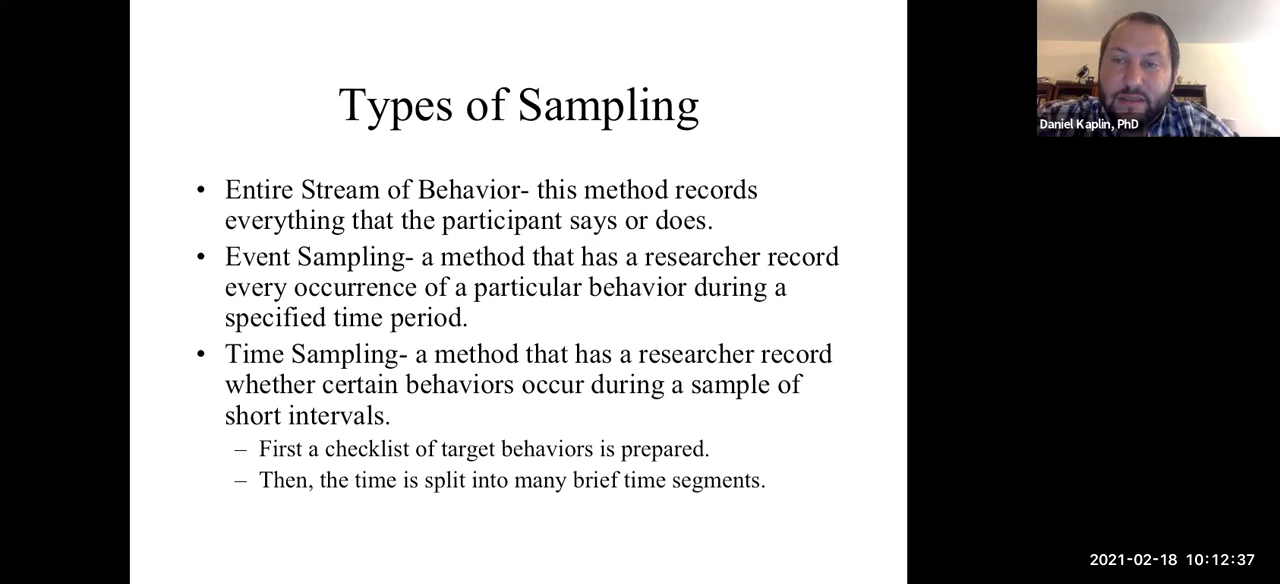 Types of Sampling
• Entire Stream of Behavior- this method records
everything that the participant says or does.
• Event Sampling- a method that has a researcher record
every occurrence of a particular behavior during a
specified time period.
• Time Sampling- a method that has a researcher record
whether certain behaviors occur during a sample of
short intervals.
– First a checklist of target behaviors is prepared.
– Then, the time is split into many brief time segments.
Daniel Kaplin, PhD
2021-02-18 10:12:37